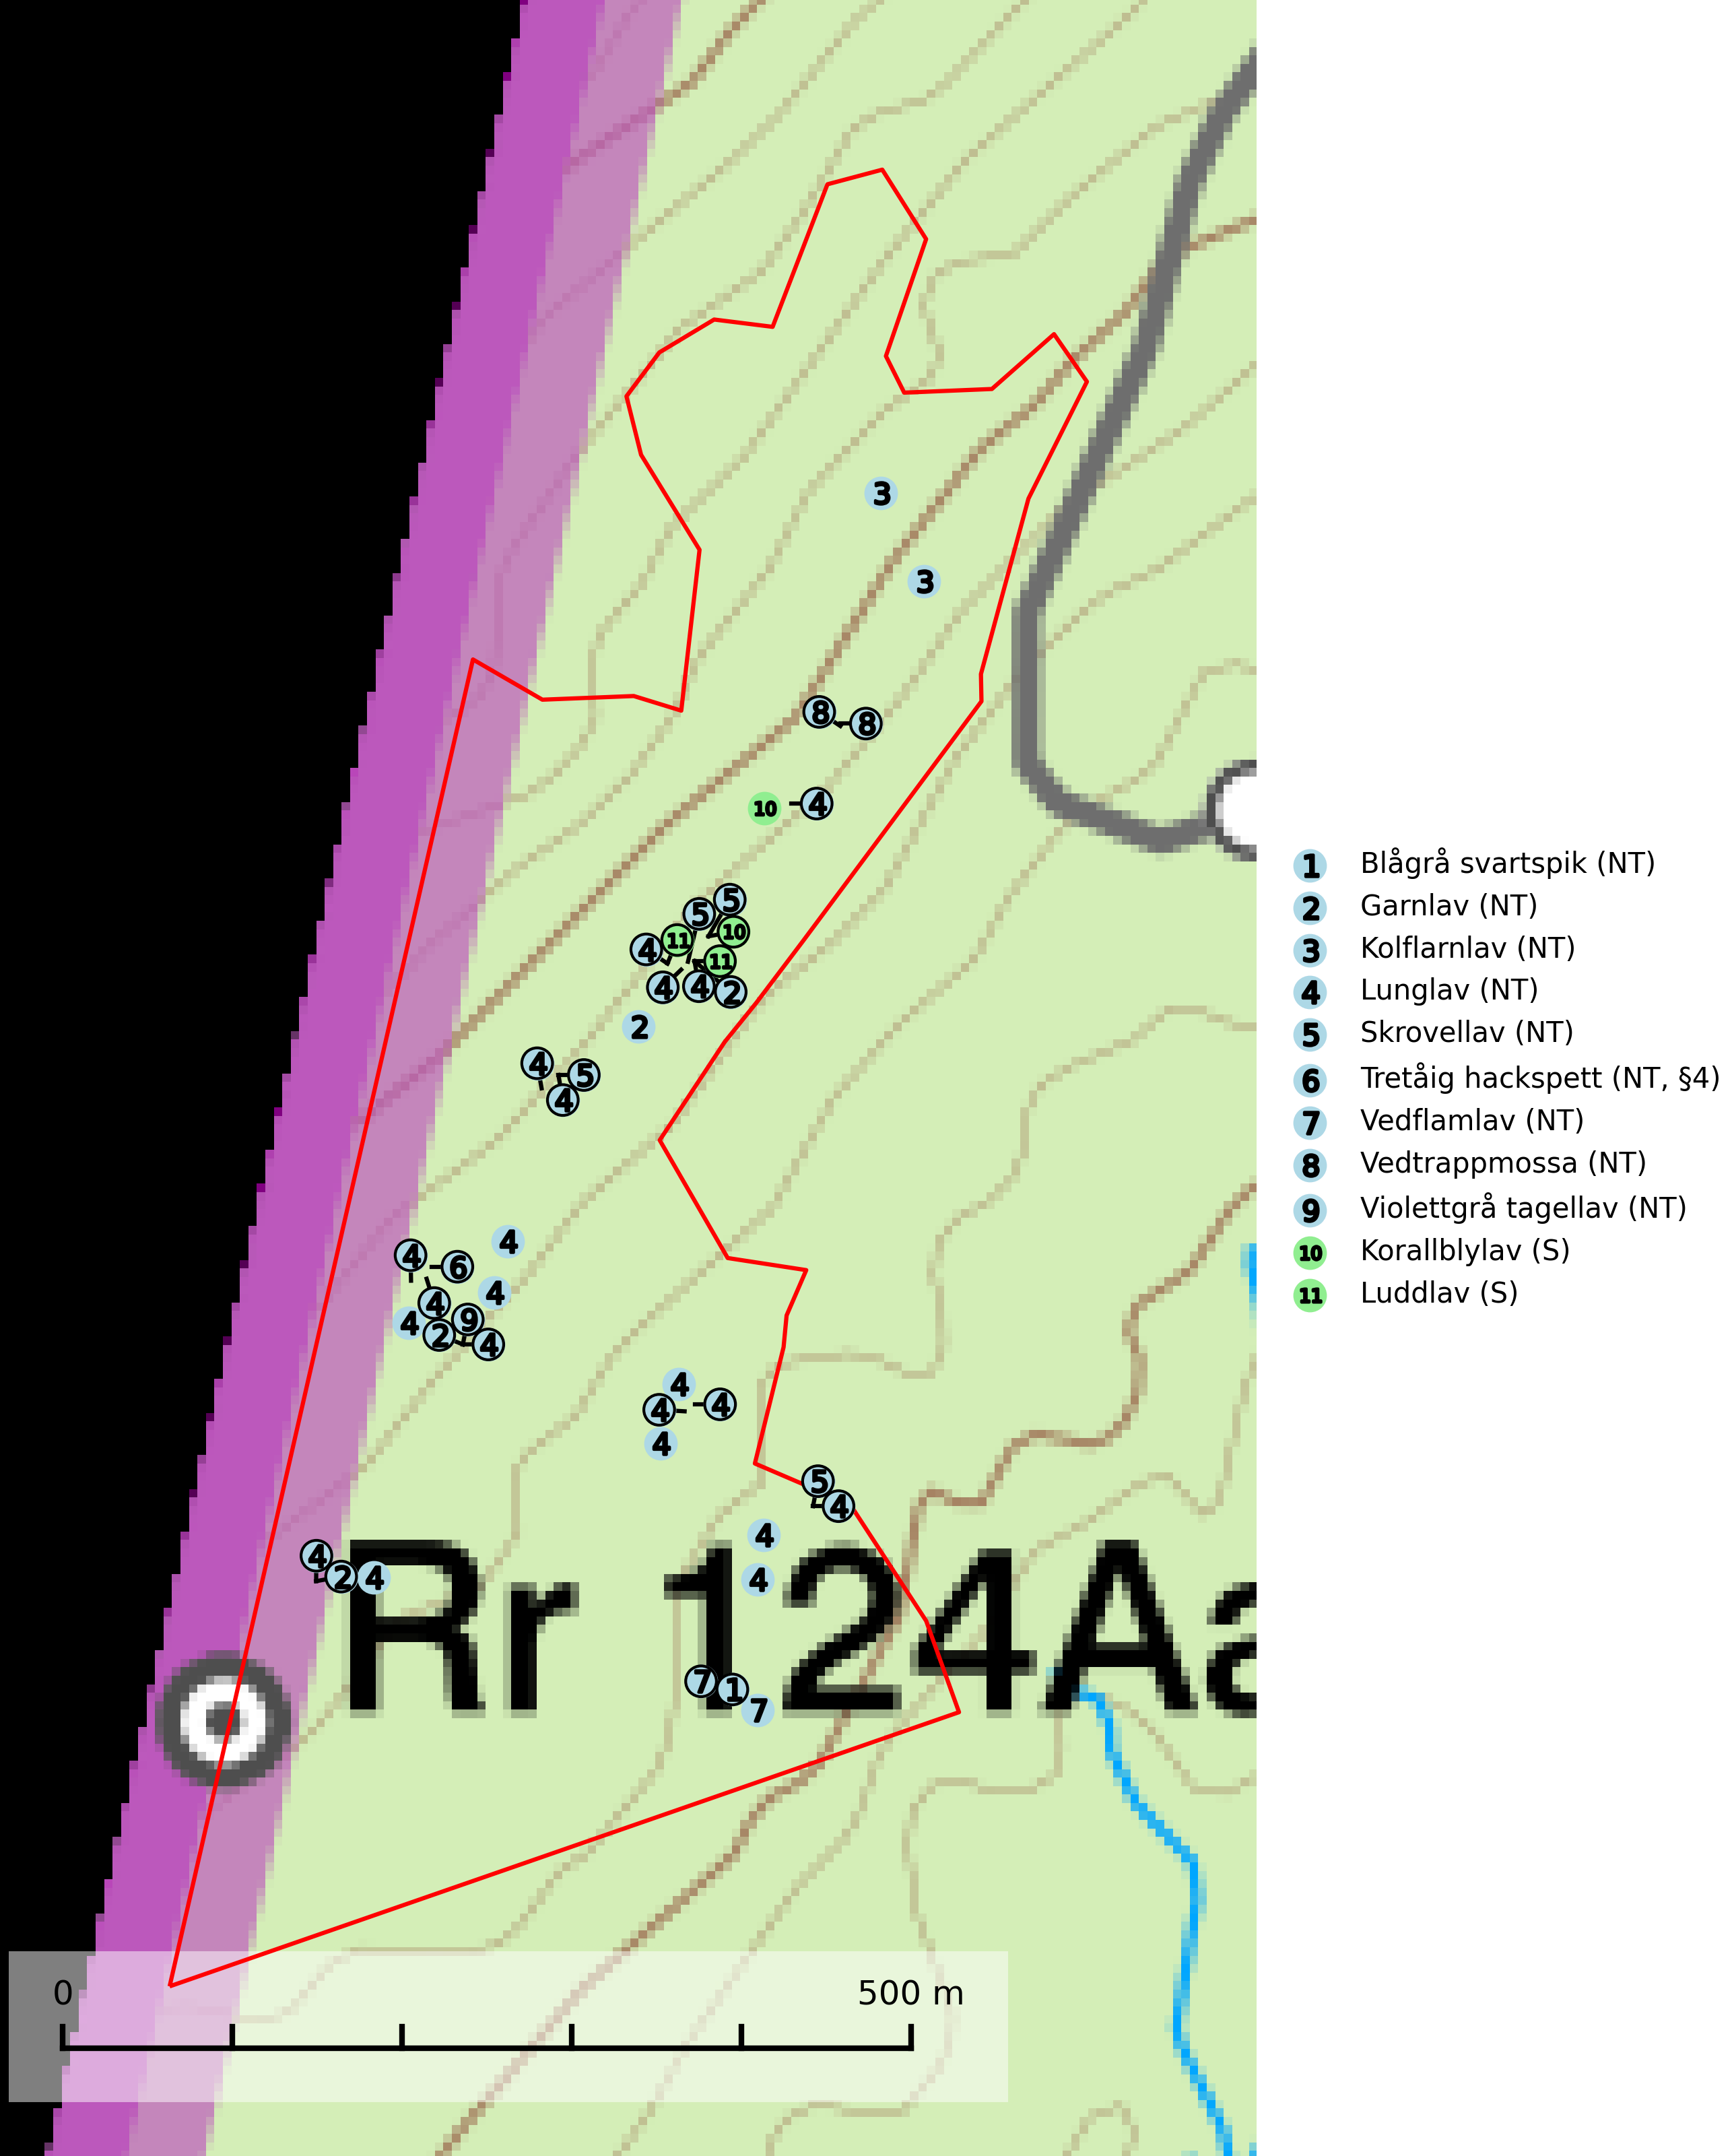 3
3
8 8
10 4
5
5
11 10
4 11
4 4 2
2
4 5
4
4
4 6
4
4
4 9
2 4
4
4 4
4
5
4
4
4
2 4
4
Rr 124Aa
7 1
7
0 500 m
1 Blågrå svartspik (NT)
2 Garnlav (NT)
3 Kolflarnlav (NT)
4 Lunglav (NT)
5 Skrovellav (NT)
6 Tretåig hackspett (NT, §4)
7 Vedflamlav (NT)
8 Vedtrappmossa (NT)
9 Violettgrå tagellav (NT)
10 Korallblylav (S)
11 Luddlav (S)